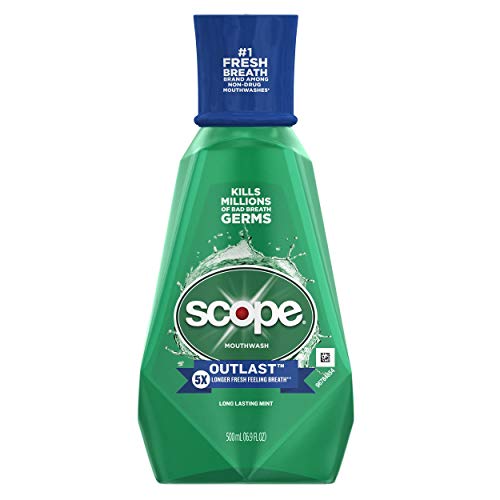 #1
FRESH
BREATH
BRAND AMONG
NON-DRUG
MOUTHWASHES*
KILLS
MILLIONS
OF BAD BREATH
GERMS
scope®
MOUTHWASH
OUTLAST™
5X LONGER FRESH FEELING BREATH**
LONG LASTING MINT
500 mL (16.9 FL OZ)